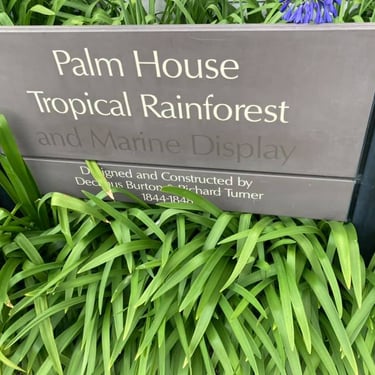 Palm House
Tropical Rainforest
and Marine Display
Designed and Constructed by
Decimus Burton & Richard Turner
1844-1848